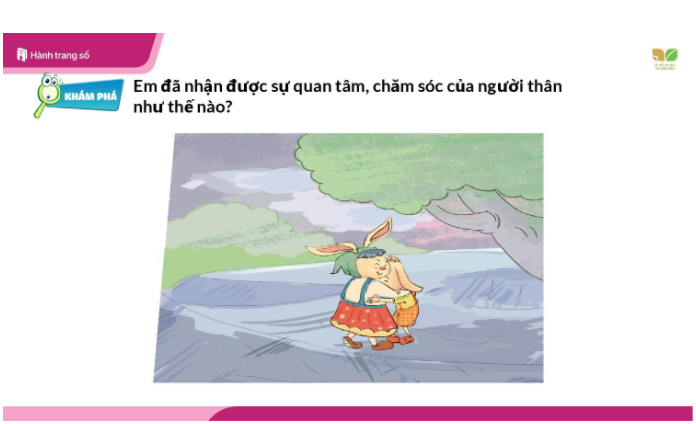 Hành trang số
KHÁM PHÁ
Em đã nhận được sự quan tâm, chăm sóc của người thân
như thế nào?